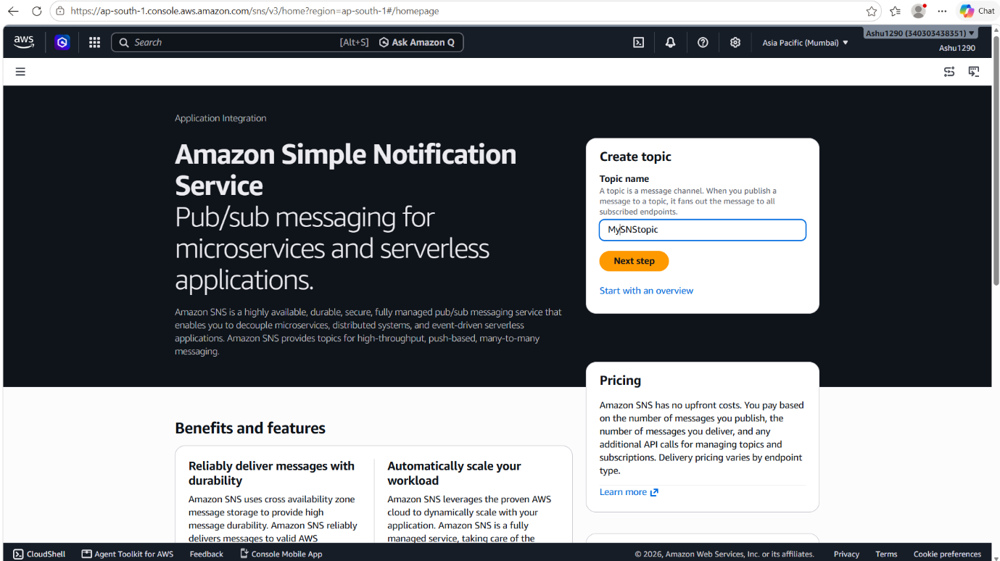 https://ap-south-1.console.aws.amazon.com/sns/v3/home?region=ap-south-1#/homepage
Chat
aws
Search
[Alt+S]
Ask Amazon Q
Asia Pacific (Mumbai)
Ashu1290 (340303438351)
Ashu1290
Application Integration
Amazon Simple Notification
Service
Pub/sub messaging for
microservices and serverless
applications.
Amazon SNS is a highly available, durable, secure, fully managed pub/sub messaging service that
enables you to decouple microservices, distributed systems, and event-driven serverless
applications. Amazon SNS provides topics for high-throughput, push-based, many-to-many
messaging.
Create topic
Topic name
A topic is a message channel. When you publish a
message to a topic, it fans out the message to all
subscribed endpoints.
MySNStopic
Next step
Start with an overview
Pricing
Amazon SNS has no upfront costs. You pay based
on the number of messages you publish, the
number of messages you deliver, and any
additional API calls for managing topics and
subscriptions. Delivery pricing varies by endpoint
type.
Learn more
Benefits and features
Reliably deliver messages with
durability
Amazon SNS uses cross availability zone
message storage to provide high
message durability. Amazon SNS reliably
delivers messages to valid AWS
Automatically scale your
workload
Amazon SNS leverages the proven AWS
cloud to dynamically scale with your
application. Amazon SNS is a fully
managed service, taking care of the
CloudShell
Agent Toolkit for AWS
Feedback
Console Mobile App
© 2026, Amazon Web Services, Inc. or its affiliates.
Privacy
Terms
Cookie preferences